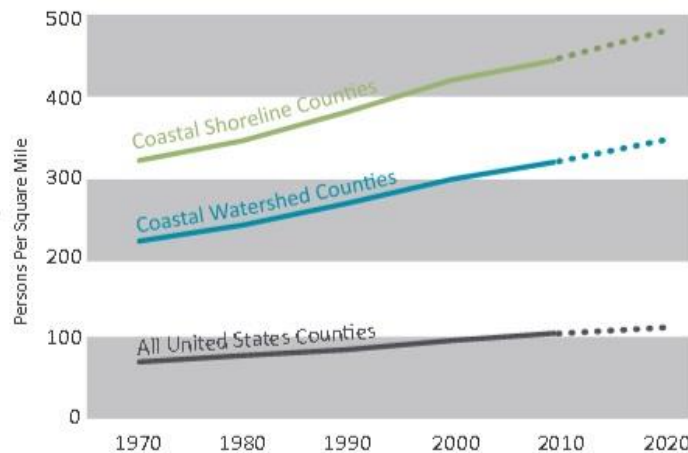 500
400
300
200
100
0
Persons Per Square Mile
Coastal Shoreline Counties
Coastal Watershed Counties
All United States Counties
1970 1980 1990 2000 2010 2020